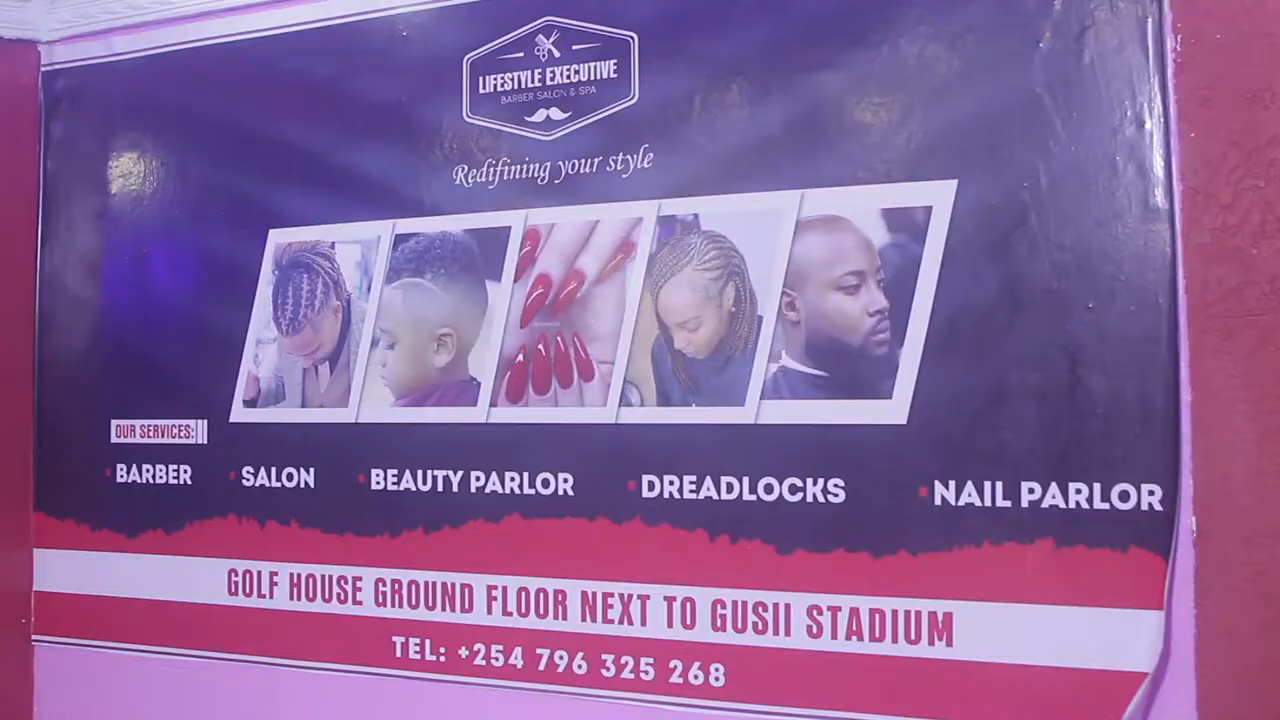 LIFESTYLE EXECUTIVE
BARBER SALON & SPA
Redifining your style
OUR SERVICES:
▪ BARBER ▪ SALON ▪ BEAUTY PARLOR ▪ DREADLOCKS ▪ NAIL PARLOR
GOLF HOUSE GROUND FLOOR NEXT TO GUSII STADIUM
TEL: +254 796 325 268